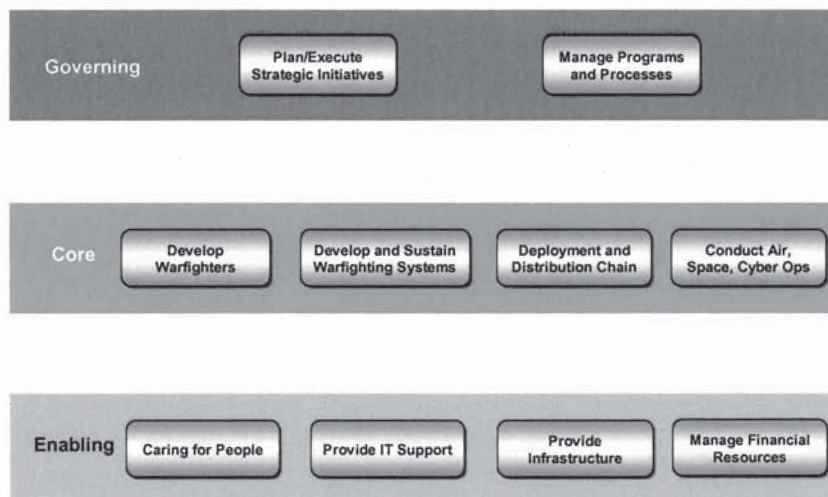 Governing
Plan/Execute
Strategic Initiatives
Manage Programs
and Processes
Core
Develop
Warfighters
Develop and Sustain
Warfighting Systems
Deployment and
Distribution Chain
Conduct Air,
Space, Cyber Ops
Enabling
Caring for People
Provide IT Support
Provide
Infrastructure
Manage Financial
Resources